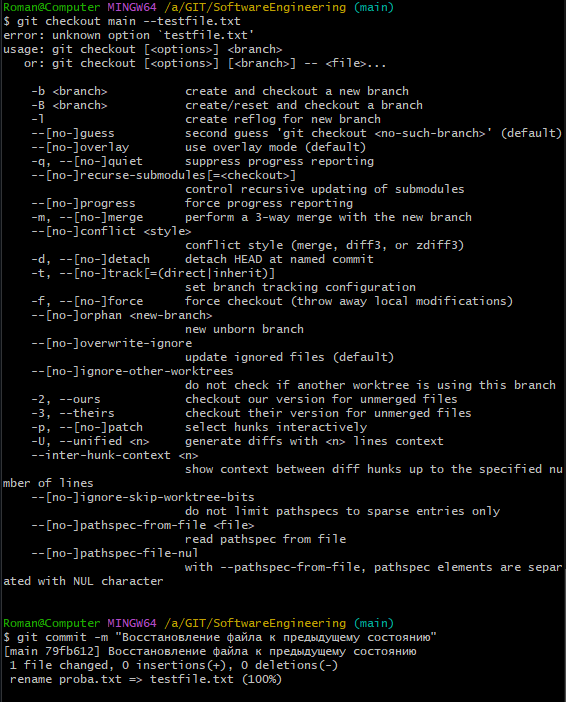 Roman@Computer MINGW64 /a/GIT/SoftwareEngineering (main)
$ git checkout main --testfile.txt
error: unknown option `testfile.txt'
usage: git checkout [<options>] <branch>
   or: git checkout [<options>] [<branch>] -- <file>...

    -b <branch>           create and checkout a new branch
    -B <branch>           create/reset and checkout a branch
    -l                    create reflog for new branch
    --[no-]guess          second guess 'git checkout <no-such-branch>' (default)
    --[no-]overlay        use overlay mode (default)
    -q, --[no-]quiet      suppress progress reporting
    --[no-]recurse-submodules[=<checkout>]
                          control recursive updating of submodules
    --[no-]progress       force progress reporting
    -m, --[no-]merge      perform a 3-way merge with the new branch
    --[no-]conflict <style>
                          conflict style (merge, diff3, or zdiff3)
    -d, --[no-]detach     detach HEAD at named commit
    -t, --[no-]track[=(direct|inherit)]
                          set branch tracking configuration
    -f, --[no-]force      force checkout (throw away local modifications)
    --[no-]orphan <new-branch>
                          new unborn branch
    --[no-]overwrite-ignore
                          update ignored files (default)
    --[no-]ignore-other-worktrees
                          do not check if another worktree is using this branch
    -2, --ours            checkout our version for unmerged files
    -3, --theirs          checkout their version for unmerged files
    -p, --[no-]patch      select hunks interactively
    -U, --unified <n>     generate diffs with <n> lines context
    --inter-hunk-context <n>
                          show context between diff hunks up to the specified nu
mber of lines
    --[no-]ignore-skip-worktree-bits
                          do not limit pathspecs to sparse entries only
    --[no-]pathspec-from-file <file>
                          read pathspec from file
    --[no-]pathspec-file-nul
                          with --pathspec-from-file, pathspec elements are separ
ated with NUL character

Roman@Computer MINGW64 /a/GIT/SoftwareEngineering (main)
$ git commit -m "Восстановление файла к предыдущему состоянию"
[main 79fb612] Восстановление файла к предыдущему состоянию
 1 file changed, 0 insertions(+), 0 deletions(-)
 rename proba.txt => testfile.txt (100%)